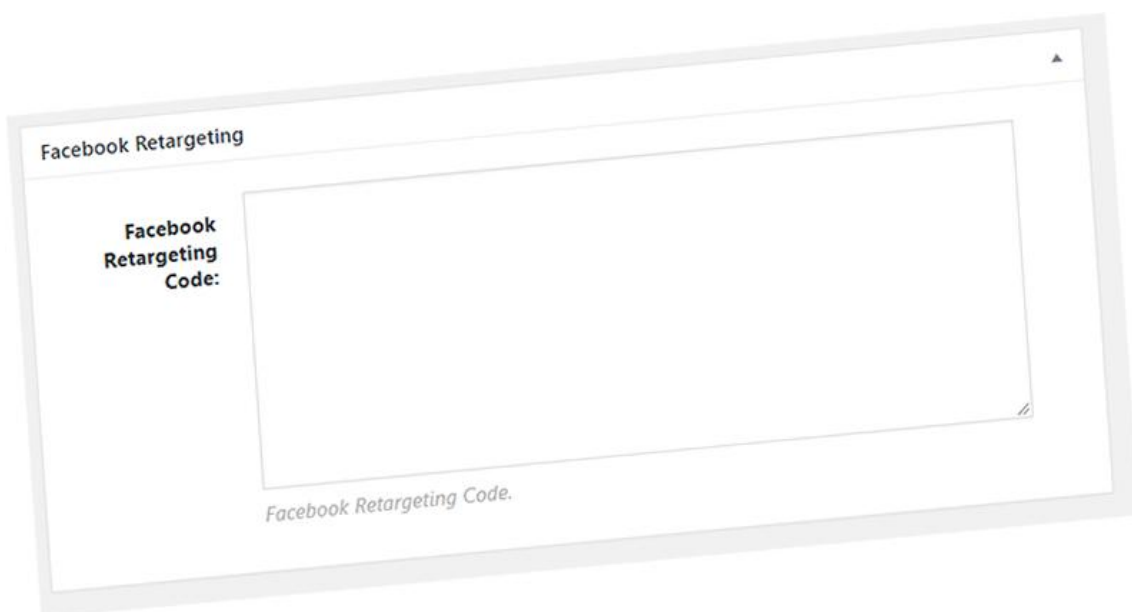 Facebook Retargeting
Facebook
Retargeting
Code:
Facebook Retargeting Code.